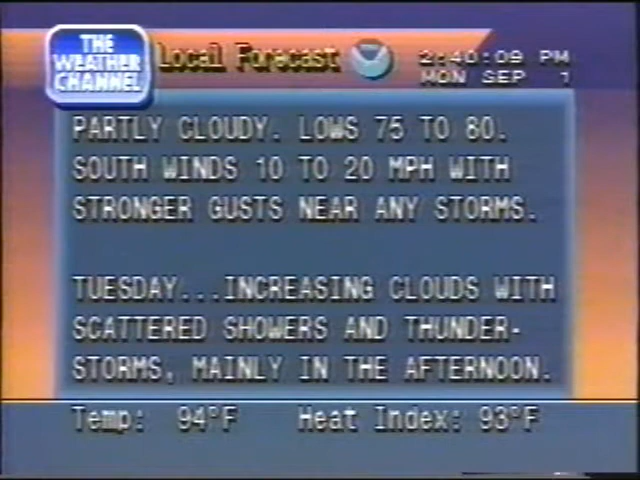 THE
WEATHER
CHANNEL
Local Forecast
2:40:09 PM
MON SEP 1
PARTLY CLOUDY. LOWS 75 TO 80.
SOUTH WINDS 10 TO 20 MPH WITH
STRONGER GUSTS NEAR ANY STORMS.
TUESDAY...INCREASING CLOUDS WITH
SCATTERED SHOWERS AND THUNDER-
STORMS, MAINLY IN THE AFTERNOON.
Temp: 94°F Heat Index: 93°F